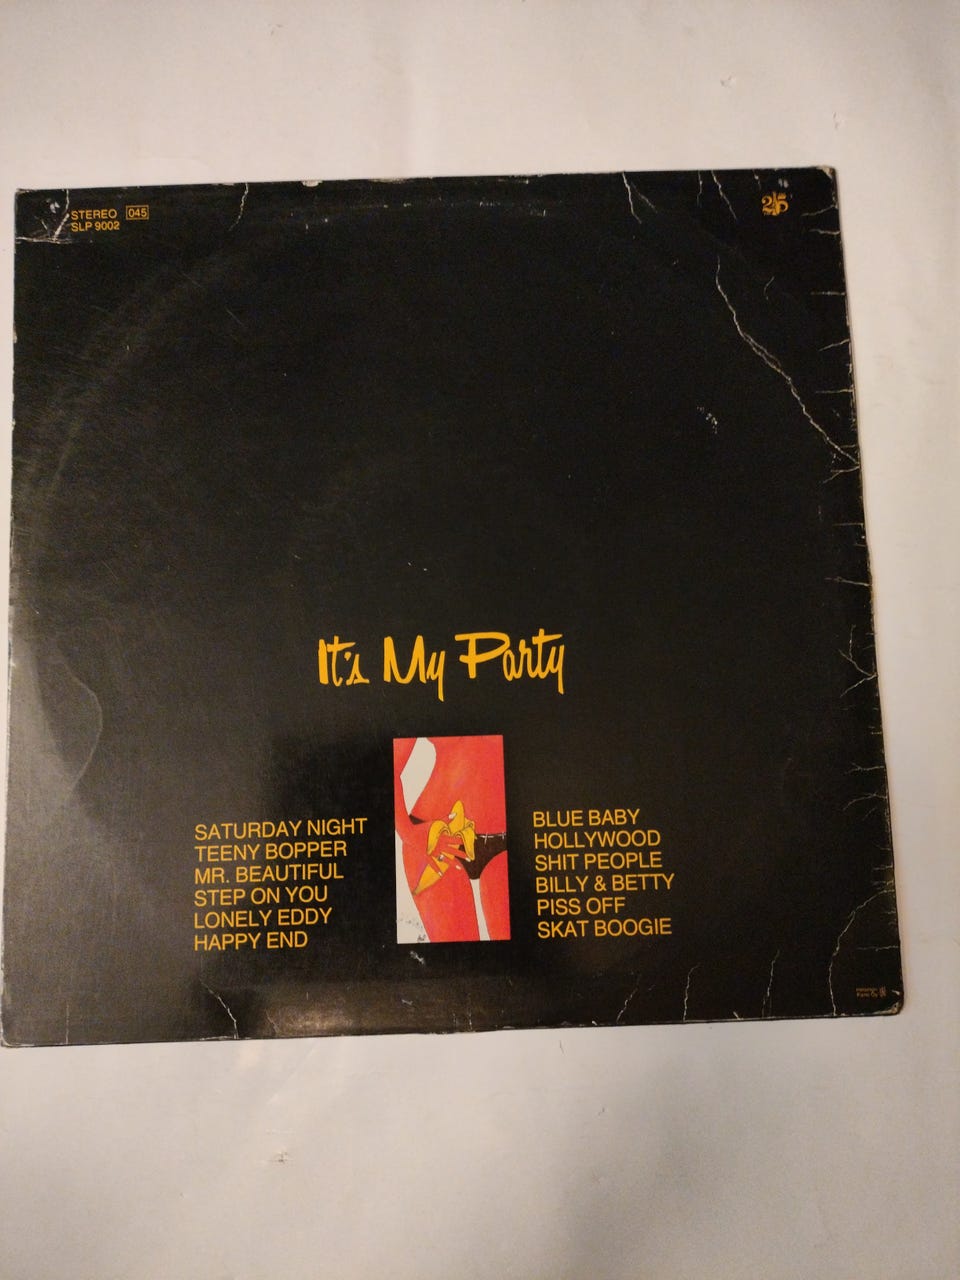 STEREO 045
SLP 9002
It's My Party
SATURDAY NIGHT
TEENY BOPPER
MR. BEAUTIFUL
STEP ON YOU
LONELY EDDY
HAPPY END
BLUE BABY
HOLLYWOOD
SHIT PEOPLE
BILLY & BETTY
PISS OFF
SKAT BOOGIE